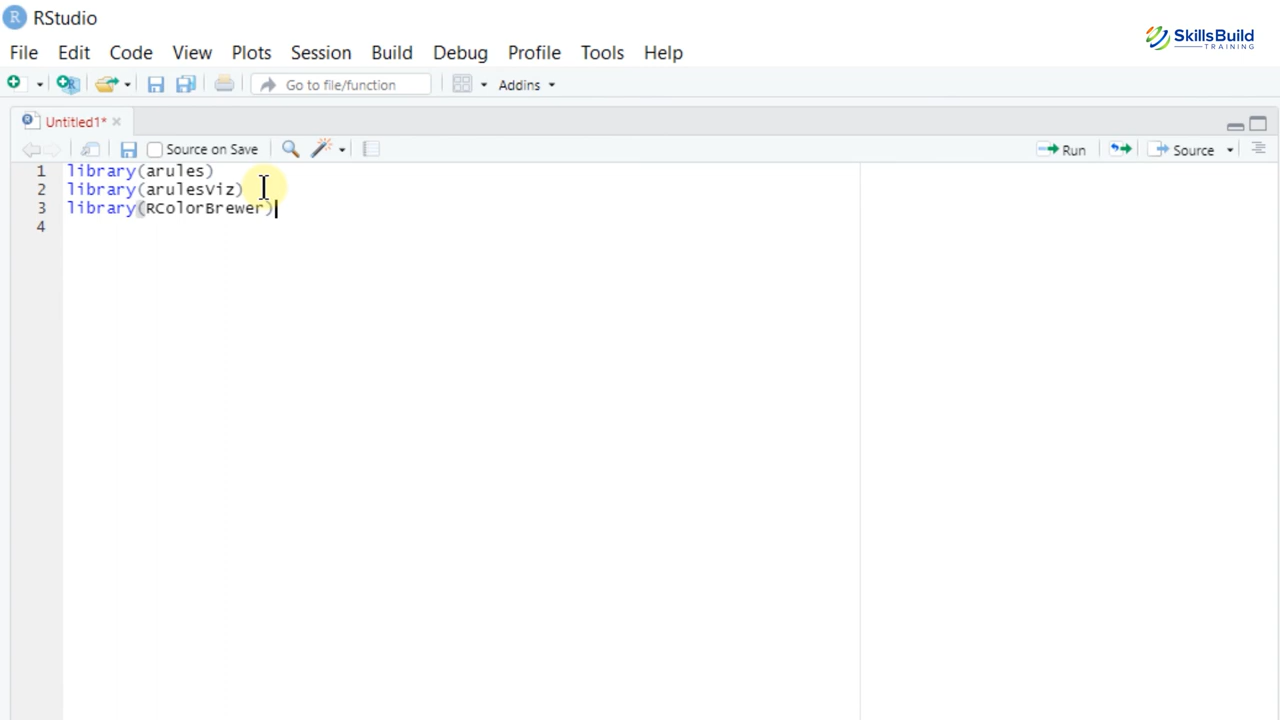 RStudio
SkillsBuild
TRAINING
File Edit Code View Plots Session Build Debug Profile Tools Help
Go to file/function Addins
Untitled1*
Source on Save Run Source
1 library(arules)
2 library(arulesViz)
3 library(RColorBrewer)
4